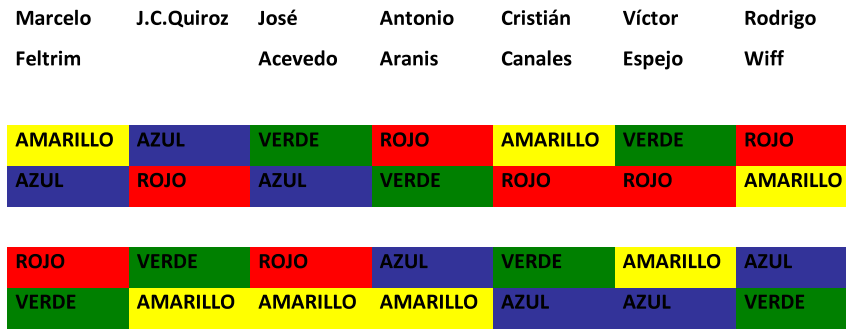 Marcelo J.C.Quiroz José Antonio Cristián Víctor Rodrigo
Feltrim Acevedo Aranis Canales Espejo Wiff
AMARILLO AZUL VERDE ROJO AMARILLO VERDE ROJO
AZUL ROJO AZUL VERDE ROJO ROJO AMARILLO
ROJO VERDE ROJO AZUL VERDE AMARILLO AZUL
VERDE AMARILLO AMARILLO AMARILLO AZUL AZUL VERDE